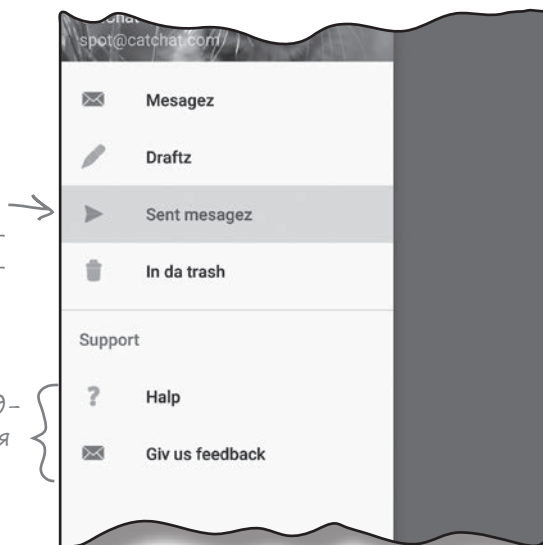 spot@catchat.com
Mesagez
Draftz
Sent mesagez
In da trash
Support
Halp
Giv us feedback